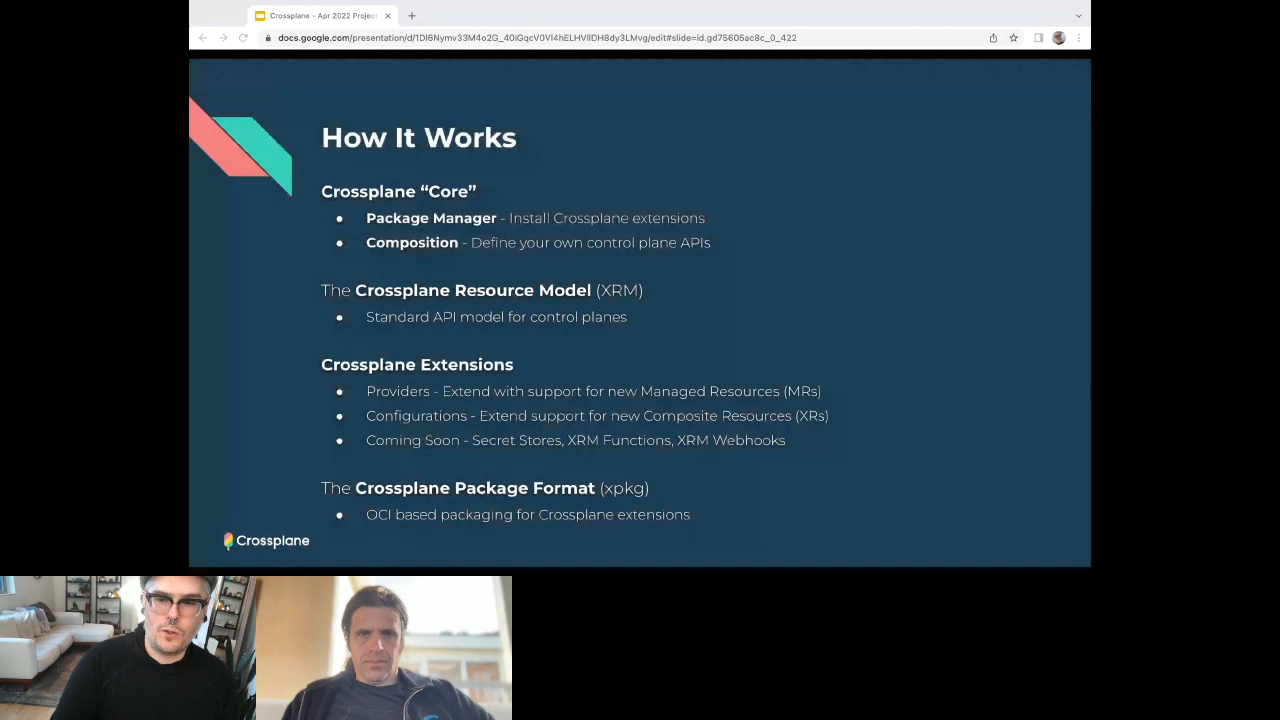 Crossplane - Apr 2022 Project
docs.google.com/presentation/d/1DI6Nymv33M4o2G_40iGqcV0Vl4hELHVllDH8dy3LMvg/edit#slide=id.gd75605ac8c_0_422
How It Works
Crossplane “Core”
● Package Manager - Install Crossplane extensions
● Composition - Define your own control plane APIs
The Crossplane Resource Model (XRM)
● Standard API model for control planes
Crossplane Extensions
● Providers - Extend with support for new Managed Resources (MRs)
● Configurations - Extend support for new Composite Resources (XRs)
● Coming Soon - Secret Stores, XRM Functions, XRM Webhooks
The Crossplane Package Format (xpkg)
● OCI based packaging for Crossplane extensions
Crossplane